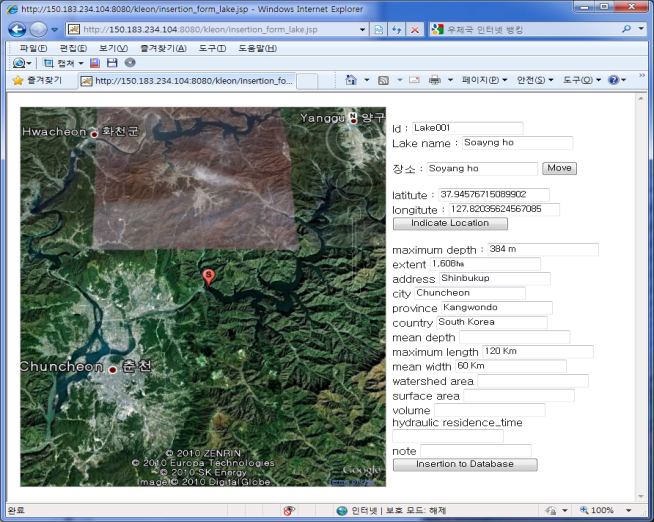 http://150.183.234.104:8080/kleon/insertion_form_lake.jsp - Windows Internet Explorer
http://150.183.234.104:8080/kleon/insertion_form_lake.jsp
우체국 인터넷 뱅킹
파일(F) 편집(E) 보기(V) 즐겨찾기(A) 도구(T) 도움말(H)
캡쳐
즐겨찾기 http://150.183.234.104:8080/kleon/insertion_fo...
페이지(P) 안전(S) 도구(O)
Hwacheon 화천군
Yanggu 양구
N
S
Chuncheon 춘천
© 2010 ZENRIN
© 2010 Europa Technologies
© 2010 SK Energy
Image © 2010 DigitalGlobe
Google
Id : Lake001
Lake name : Soayng ho
장소 : Soyang ho Move
latitute : 37.94576715089902
longitute : 127.82035624567085
Indicate Location
maximum depth : 384 m
extent 1,608ha
address Shinbukup
city Chuncheon
province Kangwondo
country South Korea
mean depth
maximum length 120 Km
mean width 60 Km
watershed area
surface area
volume
hydraulic residence_time
note
Insertion to Database
완료
인터넷 | 보호 모드: 해제
100%